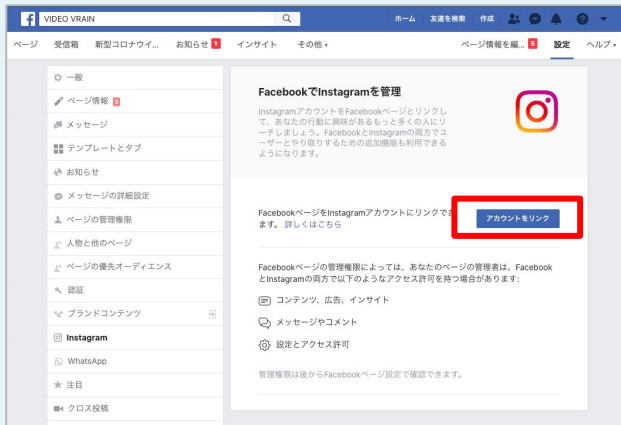 VIDEO VRAIN
ホーム 友達を検索 作成
ページ 受信箱 新型コロナウイ... お知らせ 1 インサイト その他 ページ情報を編... 5 設定 ヘルプ
一般
ページ情報 5
メッセージ
テンプレートとタブ
お知らせ
メッセージの詳細設定
ページの管理権限
人物と他のページ
ページの優先オーディエンス
認証
ブランドコンテンツ
Instagram
WhatsApp
注目
クロス投稿
FacebookでInstagramを管理
InstagramアカウントをFacebookページとリンクし
て、あなたの行動に興味があるもっと多くの人にリ
ーチしましょう。FacebookとInstagramの両方でユ
ーザーとやり取りするための追加機能も利用できる
ようになります。
FacebookページをInstagramアカウントにリンクでき
ます。 詳しくはこちら
アカウントをリンク
Facebookページの管理権限によっては、あなたのページの管理者は、Facebook
とInstagramの両方で以下のようなアクセス許可を持つ場合があります:
コンテンツ、広告、インサイト
メッセージやコメント
設定とアクセス許可
管理権限は後からFacebookページ設定で確認できます。